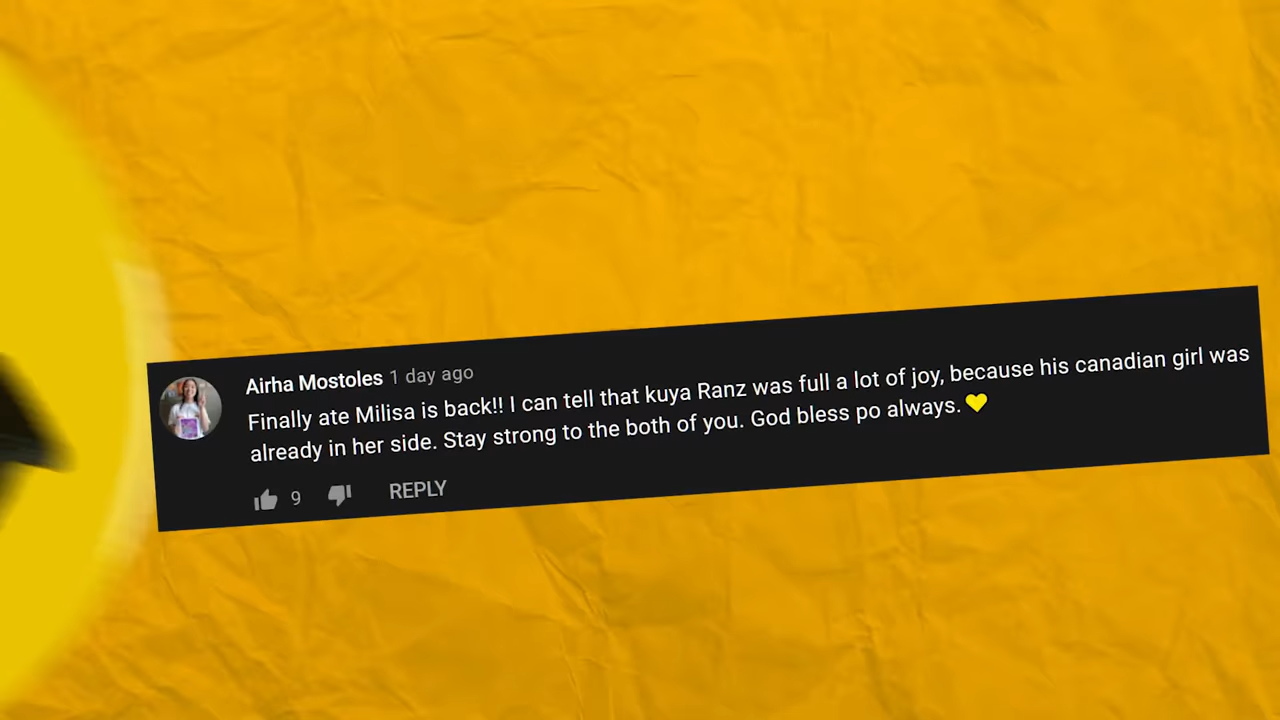 Airha Mostoles 1 day ago
Finally ate Milisa is back!! I can tell that kuya Ranz was full a lot of joy, because his canadian girl was
already in her side. Stay strong to the both of you. God bless po always.💛
9 REPLY